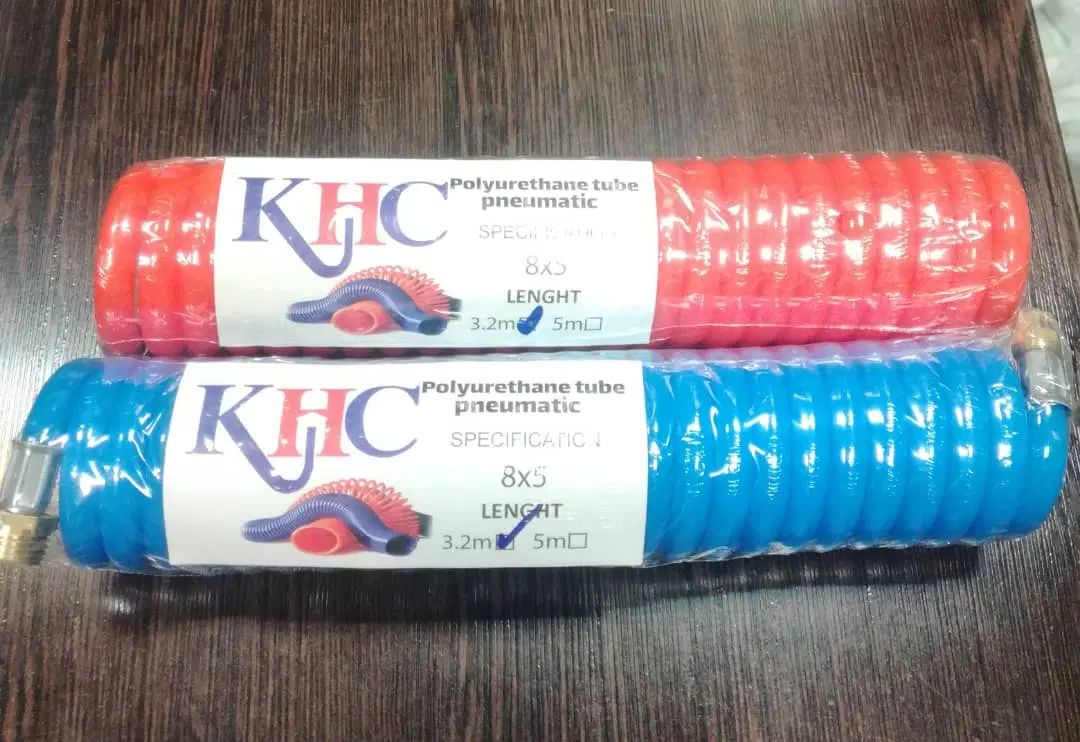 KHC
Polyurethane tube
pneumatic
8x5
LENGHT
3.2m 5m
KHC
Polyurethane tube
pneumatic
SPECIFICATION
8x5
LENGHT
3.2m 5m